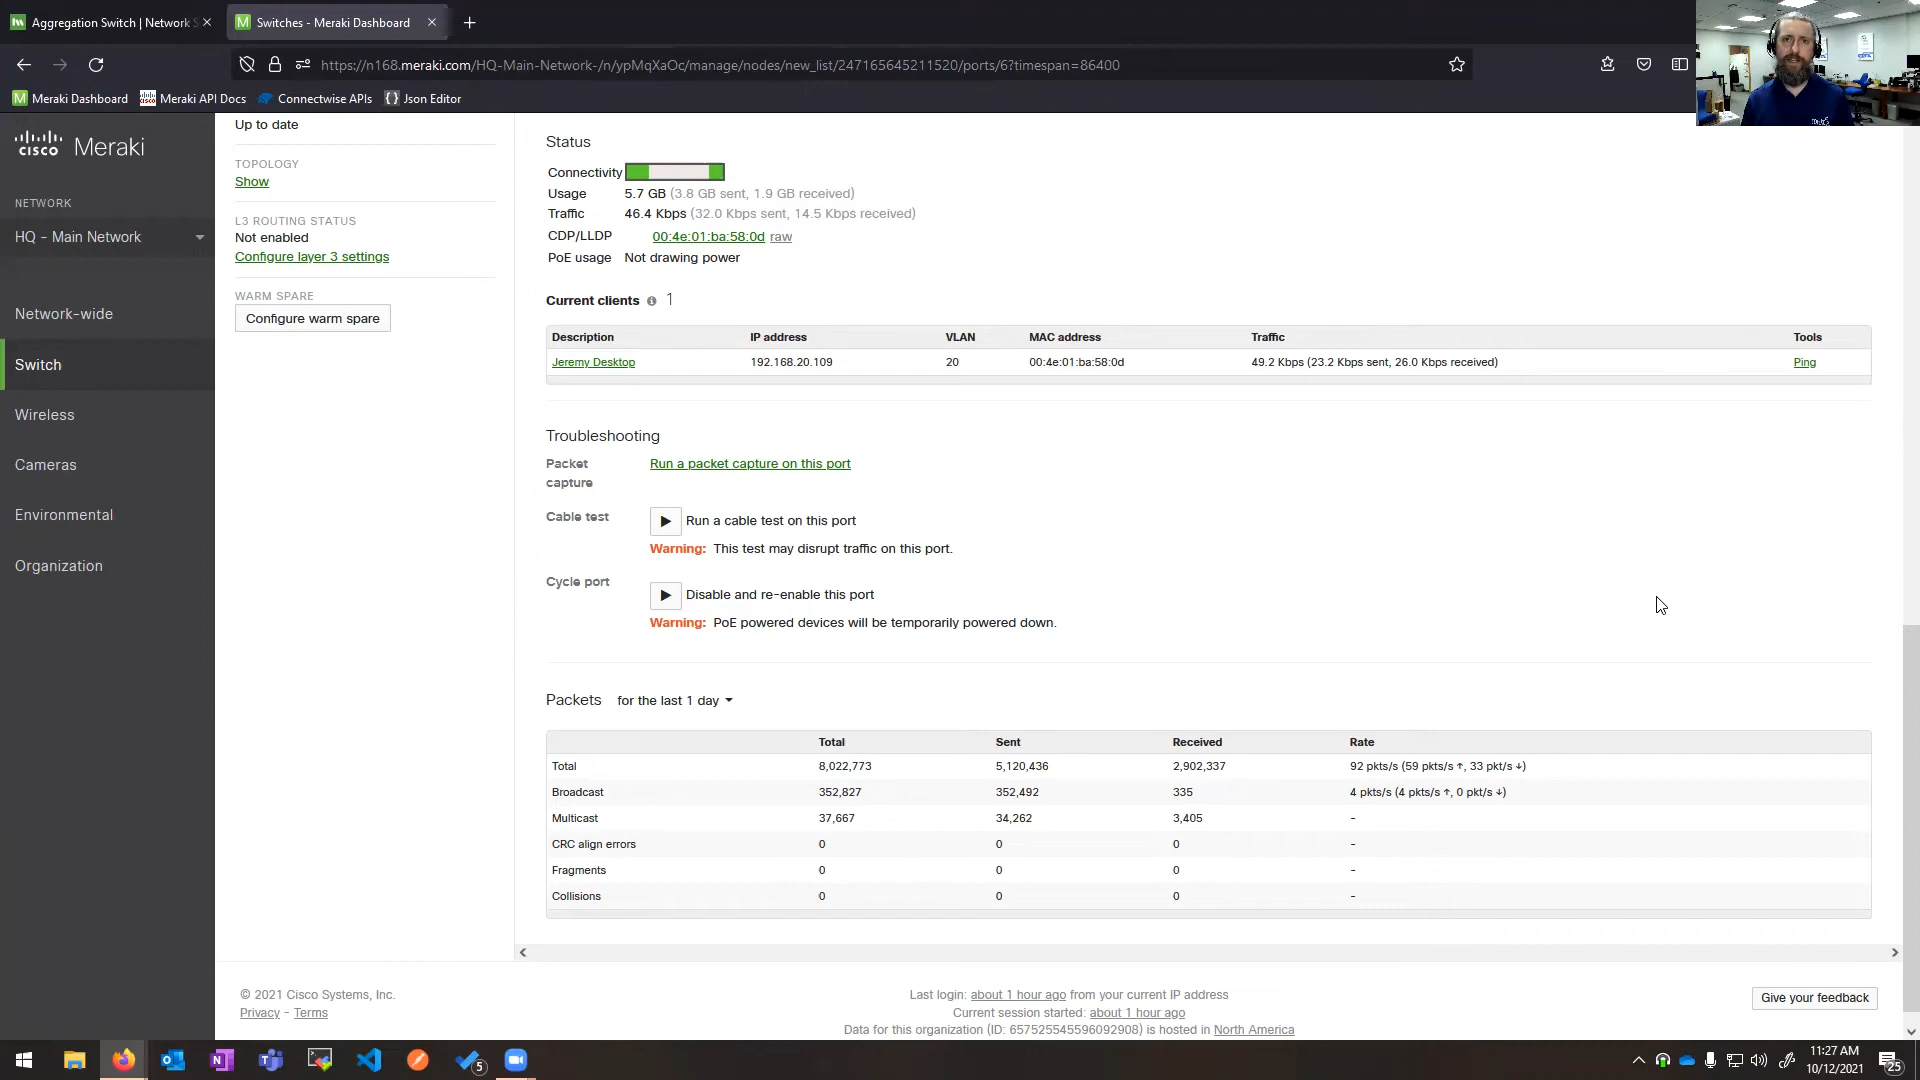 Aggregation Switch | Network S
Switches - Meraki Dashboard
https://n168.meraki.com/HQ-Main-Network-/n/ypMqXaOc/manage/nodes/new_list/247165645211520/ports/6?timespan=86400
Meraki Dashboard
Meraki API Docs
Connectwise APIs
Json Editor
cisco Meraki
NETWORK
HQ - Main Network
Network-wide
Switch
Wireless
Cameras
Environmental
Organization
Up to date
TOPOLOGY
Show
L3 ROUTING STATUS
Not enabled
Configure layer 3 settings
WARM SPARE
Configure warm spare
Status
Connectivity
Usage 5.7 GB (3.8 GB sent, 1.9 GB received)
Traffic 46.4 Kbps (32.0 Kbps sent, 14.5 Kbps received)
CDP/LLDP 00:4e:01:ba:58:0d raw
PoE usage Not drawing power
Current clients 1
Description IP address VLAN MAC address Traffic Tools
Jeremy Desktop 192.168.20.109 20 00:4e:01:ba:58:0d 49.2 Kbps (23.2 Kbps sent, 26.0 Kbps received) Ping
Troubleshooting
Packet capture Run a packet capture on this port
Cable test Run a cable test on this port
Warning: This test may disrupt traffic on this port.
Cycle port Disable and re-enable this port
Warning: PoE powered devices will be temporarily powered down.
Packets for the last 1 day
Total Sent Received Rate
Total 8,022,773 5,120,436 2,902,337 92 pkts/s (59 pkts/s ↑, 33 pkt/s ↓)
Broadcast 352,827 352,492 335 4 pkts/s (4 pkts/s ↑, 0 pkt/s ↓)
Multicast 37,667 34,262 3,405 -
CRC align errors 0 0 0 -
Fragments 0 0 0 -
Collisions 0 0 0 -
© 2021 Cisco Systems, Inc.
Privacy - Terms
Last login: about 1 hour ago from your current IP address
Current session started: about 1 hour ago
Data for this organization (ID: 657525545596092908) is hosted in North America
Give your feedback
5
11:27 AM
10/12/2021
25